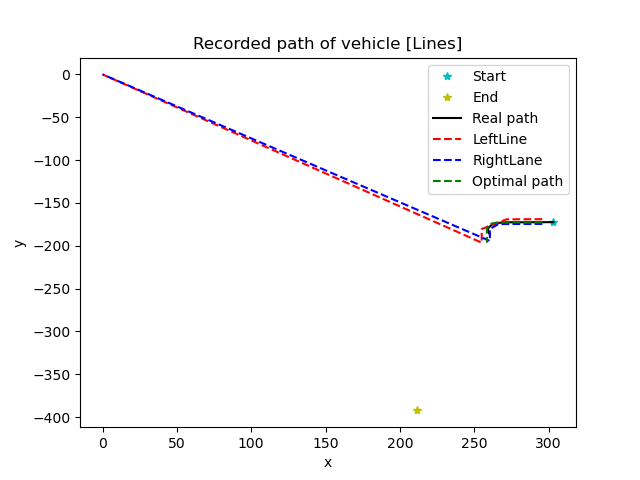 Recorded path of vehicle [Lines]
Start
End
Real path
LeftLine
RightLane
Optimal path
0
−50
−100
−150
−200
−250
−300
−350
−400
y
0
50
100
150
200
250
300
x